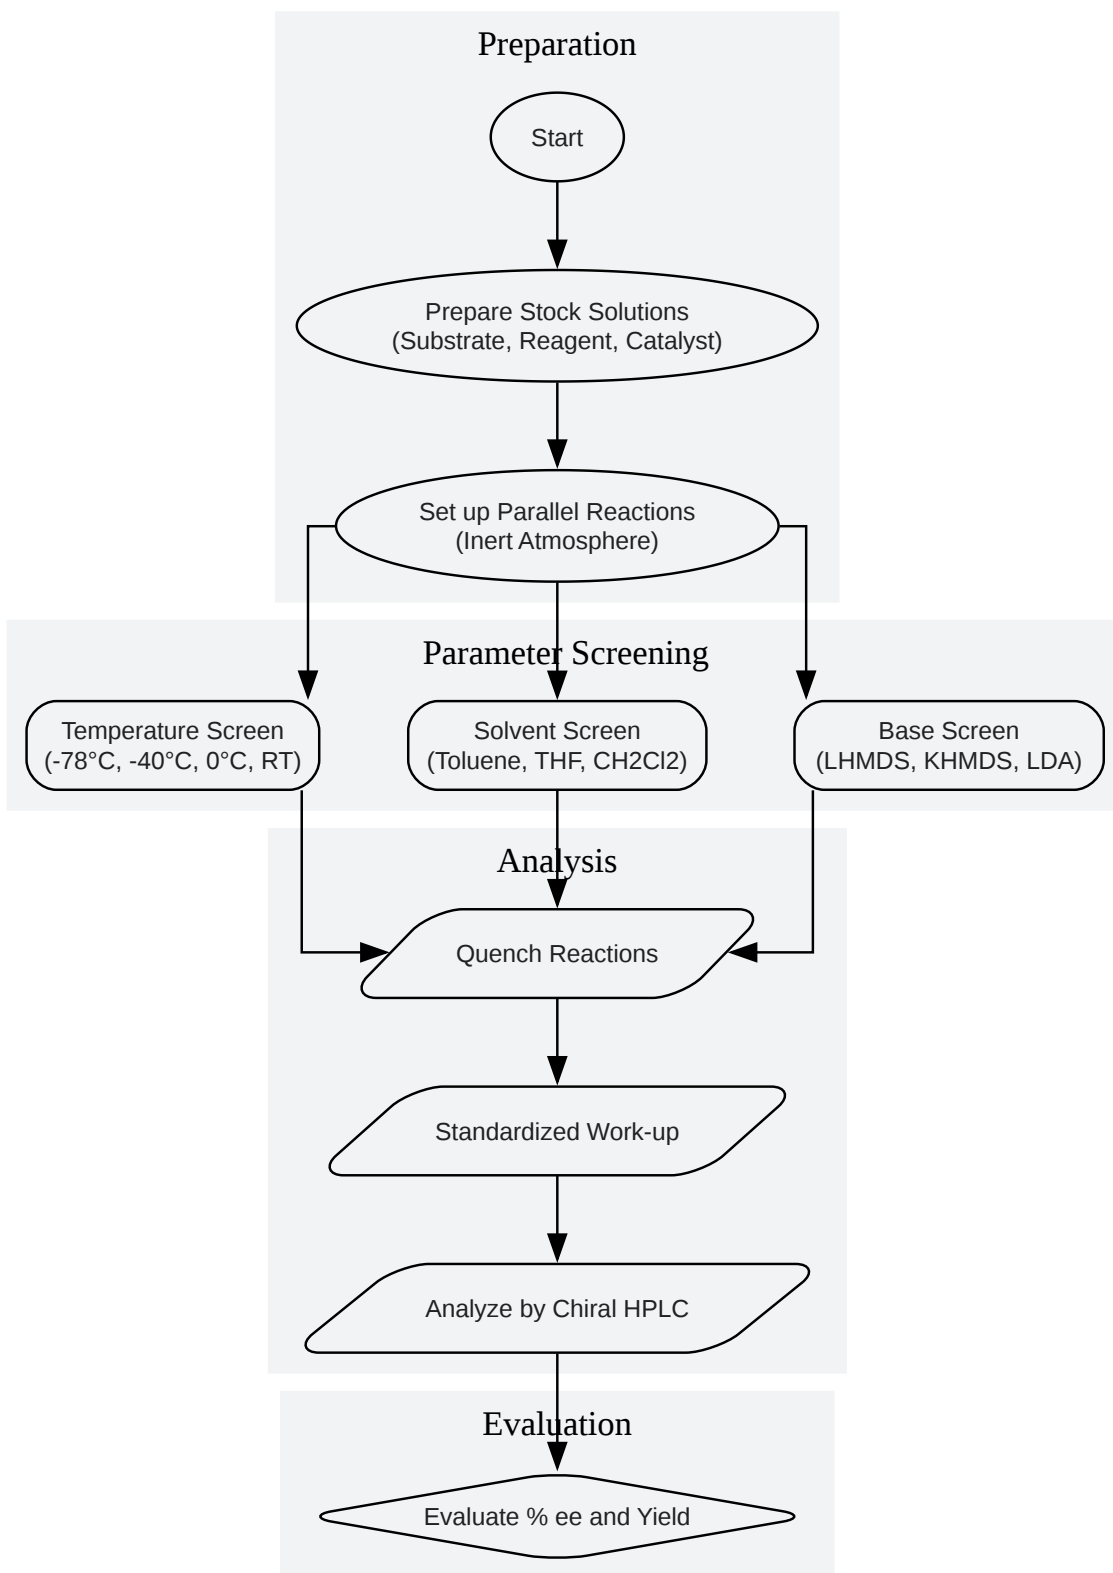 Preparation
Start
Prepare Stock Solutions
(Substrate, Reagent, Catalyst)
Set up Parallel Reactions
(Inert Atmosphere)
Parameter Screening
Temperature Screen
(-78°C, -40°C, 0°C, RT)
Solvent Screen
(Toluene, THF, CH2Cl2)
Base Screen
(LHMDS, KHMDS, LDA)
Analysis
Quench Reactions
Standardized Work-up
Analyze by Chiral HPLC
Evaluation
Evaluate % ee and Yield